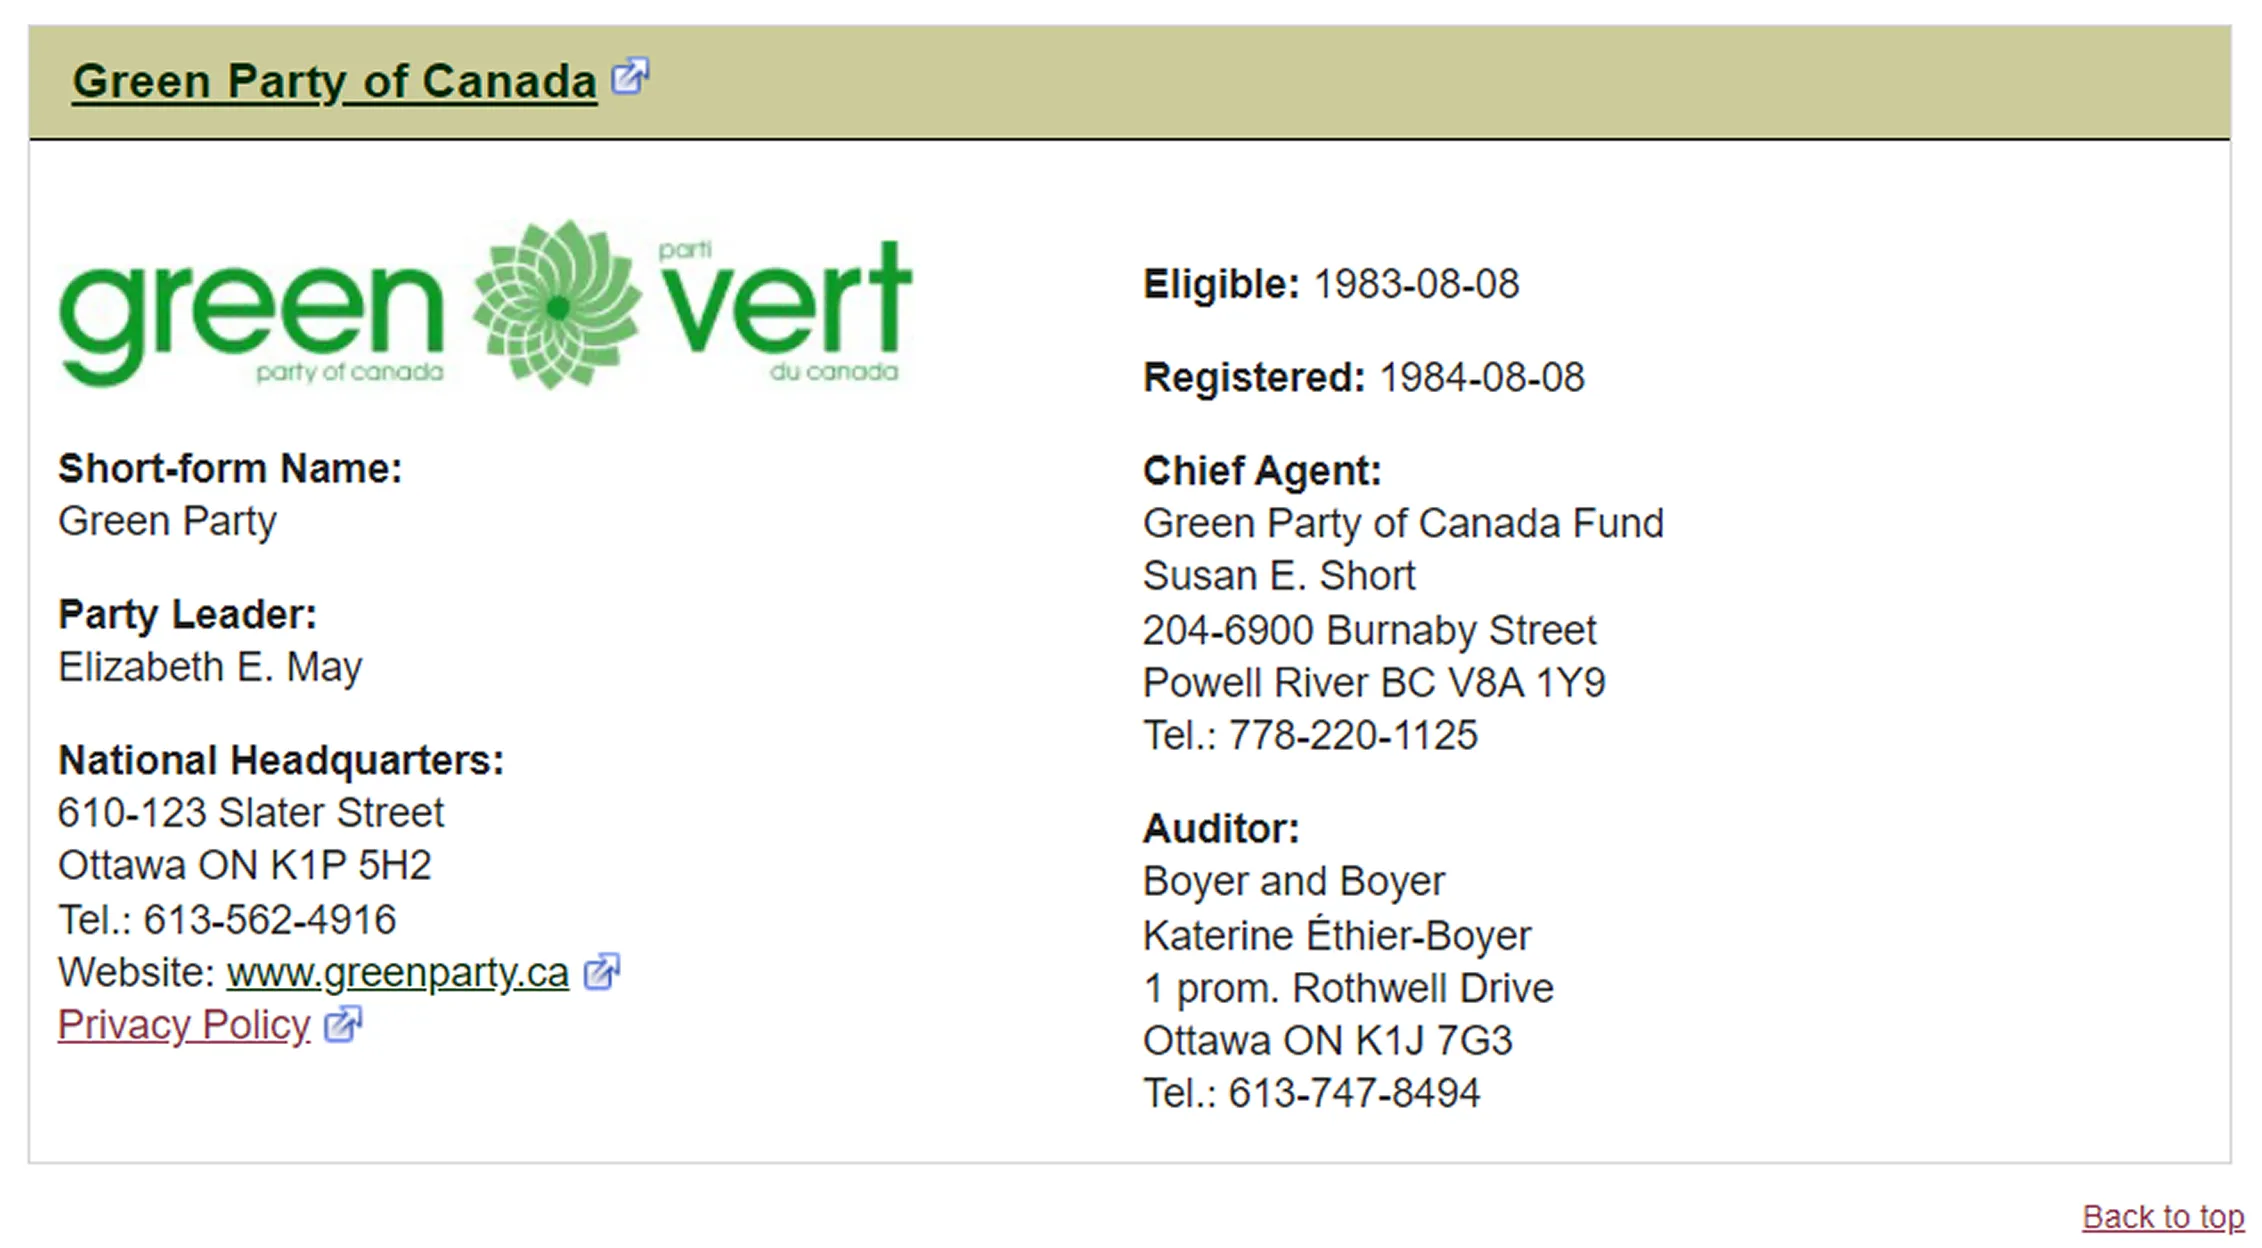 Green Party of Canada
green
party of canada
parti
vert
du canada
Short-form Name:
Green Party
Party Leader:
Elizabeth E. May
National Headquarters:
610-123 Slater Street
Ottawa ON K1P 5H2
Tel.: 613-562-4916
Website: www.greenparty.ca
Privacy Policy
Eligible: 1983-08-08
Registered: 1984-08-08
Chief Agent:
Green Party of Canada Fund
Susan E. Short
204-6900 Burnaby Street
Powell River BC V8A 1Y9
Tel.: 778-220-1125
Auditor:
Boyer and Boyer
Katerine Éthier-Boyer
1 prom. Rothwell Drive
Ottawa ON K1J 7G3
Tel.: 613-747-8494
Back to top